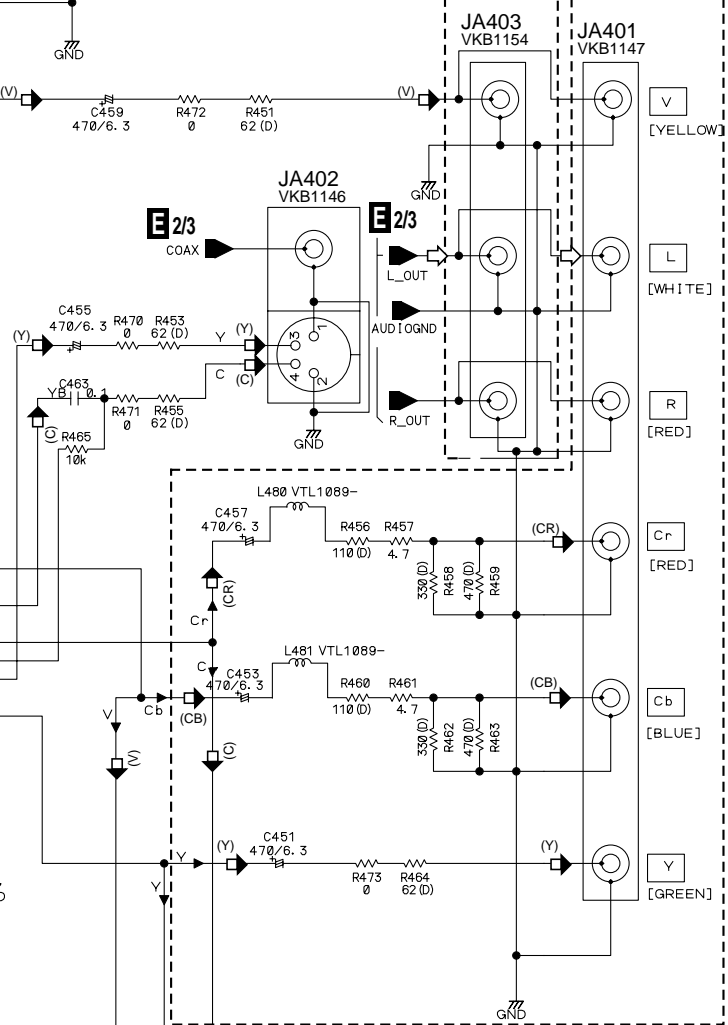 JA403
VKB1154
JA401
VKB1147
GND
(V)
C459
470/6.3
R472
0
R451
62(D)
(V)
V
[YELLOW]
GND
JA402
VKB1146
E 2/3
COAX
E 2/3
L_OUT
L
[WHITE]
AUDIOGND
C455
470/6.3
R470
0
R453
62(D)
(Y)
Y
(Y)
3
1
4
2
C
(C)
C463
YB 0.1
R471
0
R455
62(D)
(C)
R465
10k
GND
R_OUT
R
[RED]
L480 VTL1089-
C457
470/6.3
R456
110(D)
R457
4.7
(CR)
330(D)
R458
470(D)
R459
Cr
[RED]
(CR)
Cr
L481 VTL1089-
C
C453
470/6.3
R460
110(D)
R461
4.7
(CB)
330(D)
R462
470(D)
R463
Cb
[BLUE]
Cb
(CB)
V
(V)
(C)
C451
470/6.3
Y
(Y)
R473
0
R464
62(D)
(Y)
Y
[GREEN]
Y
GND